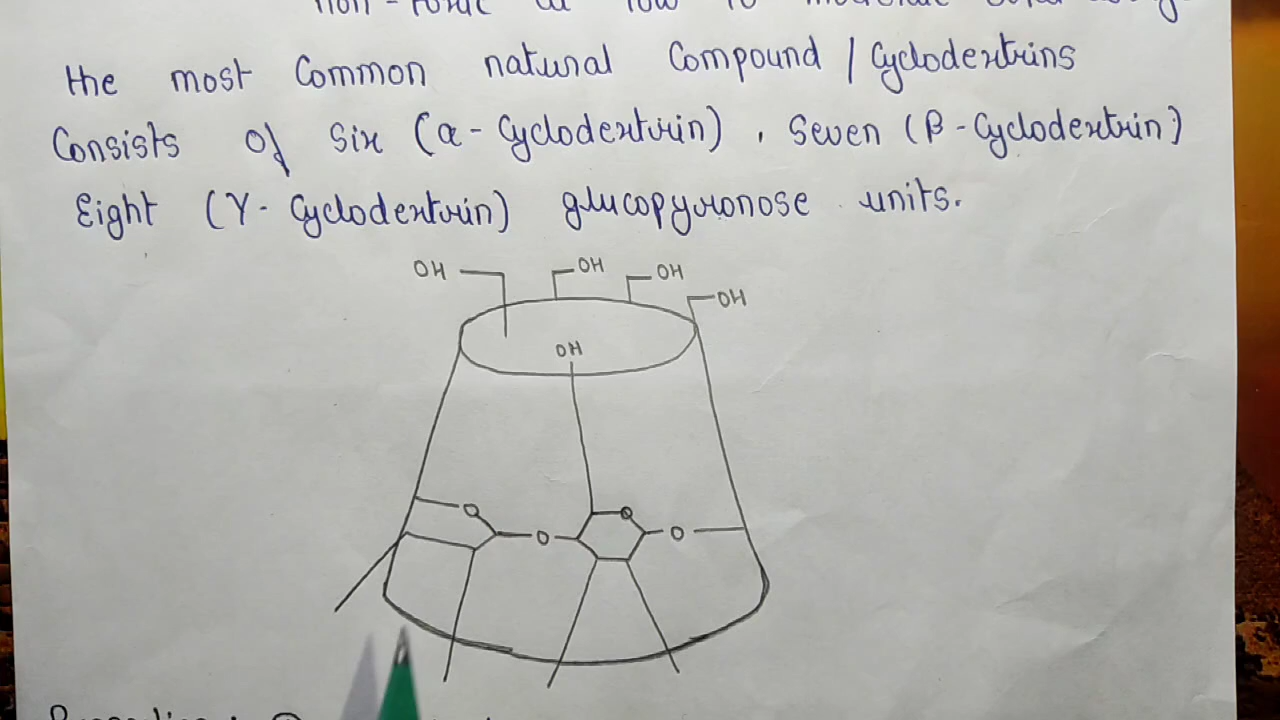 the most Common natural Compound / Cyclodextrins
Consists of Six (α - Cyclodextrin) , Seven (β - Cyclodextrin)
Eight (γ - Cyclodextrin) glucopyronose units.
OH OH OH OH
OH
O O O O